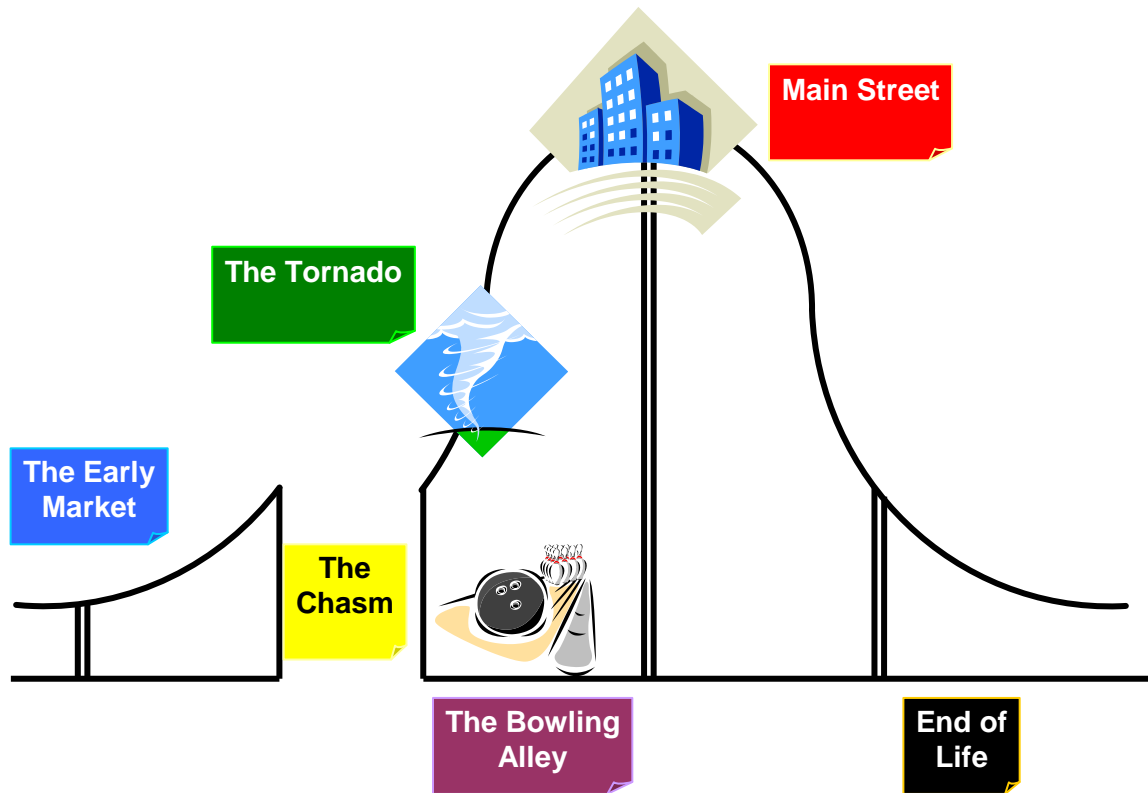 Main Street
The Tornado
The Early
Market
The
Chasm
The Bowling
Alley
End of
Life